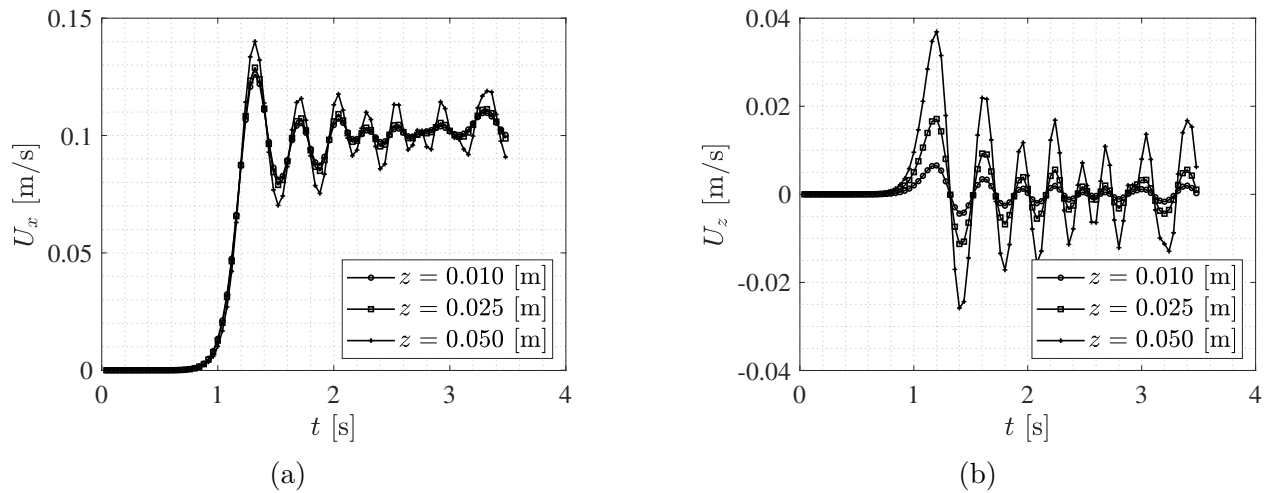 0.15
0.1
0.05
0
U_x [m/s]
0 1 2 3 4
t [s]
z = 0.010 [m]
z = 0.025 [m]
z = 0.050 [m]
(a)
0.04
0.02
0
-0.02
-0.04
U_z [m/s]
0 1 2 3 4
t [s]
z = 0.010 [m]
z = 0.025 [m]
z = 0.050 [m]
(b)